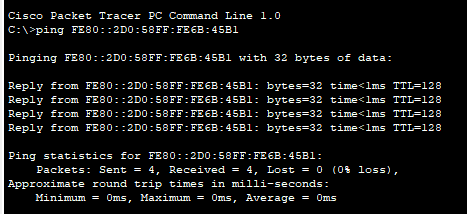 Cisco Packet Tracer PC Command Line 1.0
C:\>ping FE80::2D0:58FF:FE6B:45B1
Pinging FE80::2D0:58FF:FE6B:45B1 with 32 bytes of data:
Reply from FE80::2D0:58FF:FE6B:45B1: bytes=32 time<1ms TTL=128
Reply from FE80::2D0:58FF:FE6B:45B1: bytes=32 time<1ms TTL=128
Reply from FE80::2D0:58FF:FE6B:45B1: bytes=32 time<1ms TTL=128
Reply from FE80::2D0:58FF:FE6B:45B1: bytes=32 time<1ms TTL=128
Ping statistics for FE80::2D0:58FF:FE6B:45B1:
Packets: Sent = 4, Received = 4, Lost = 0 (0% loss),
Approximate round trip times in milli-seconds:
Minimum = 0ms, Maximum = 0ms, Average = 0ms